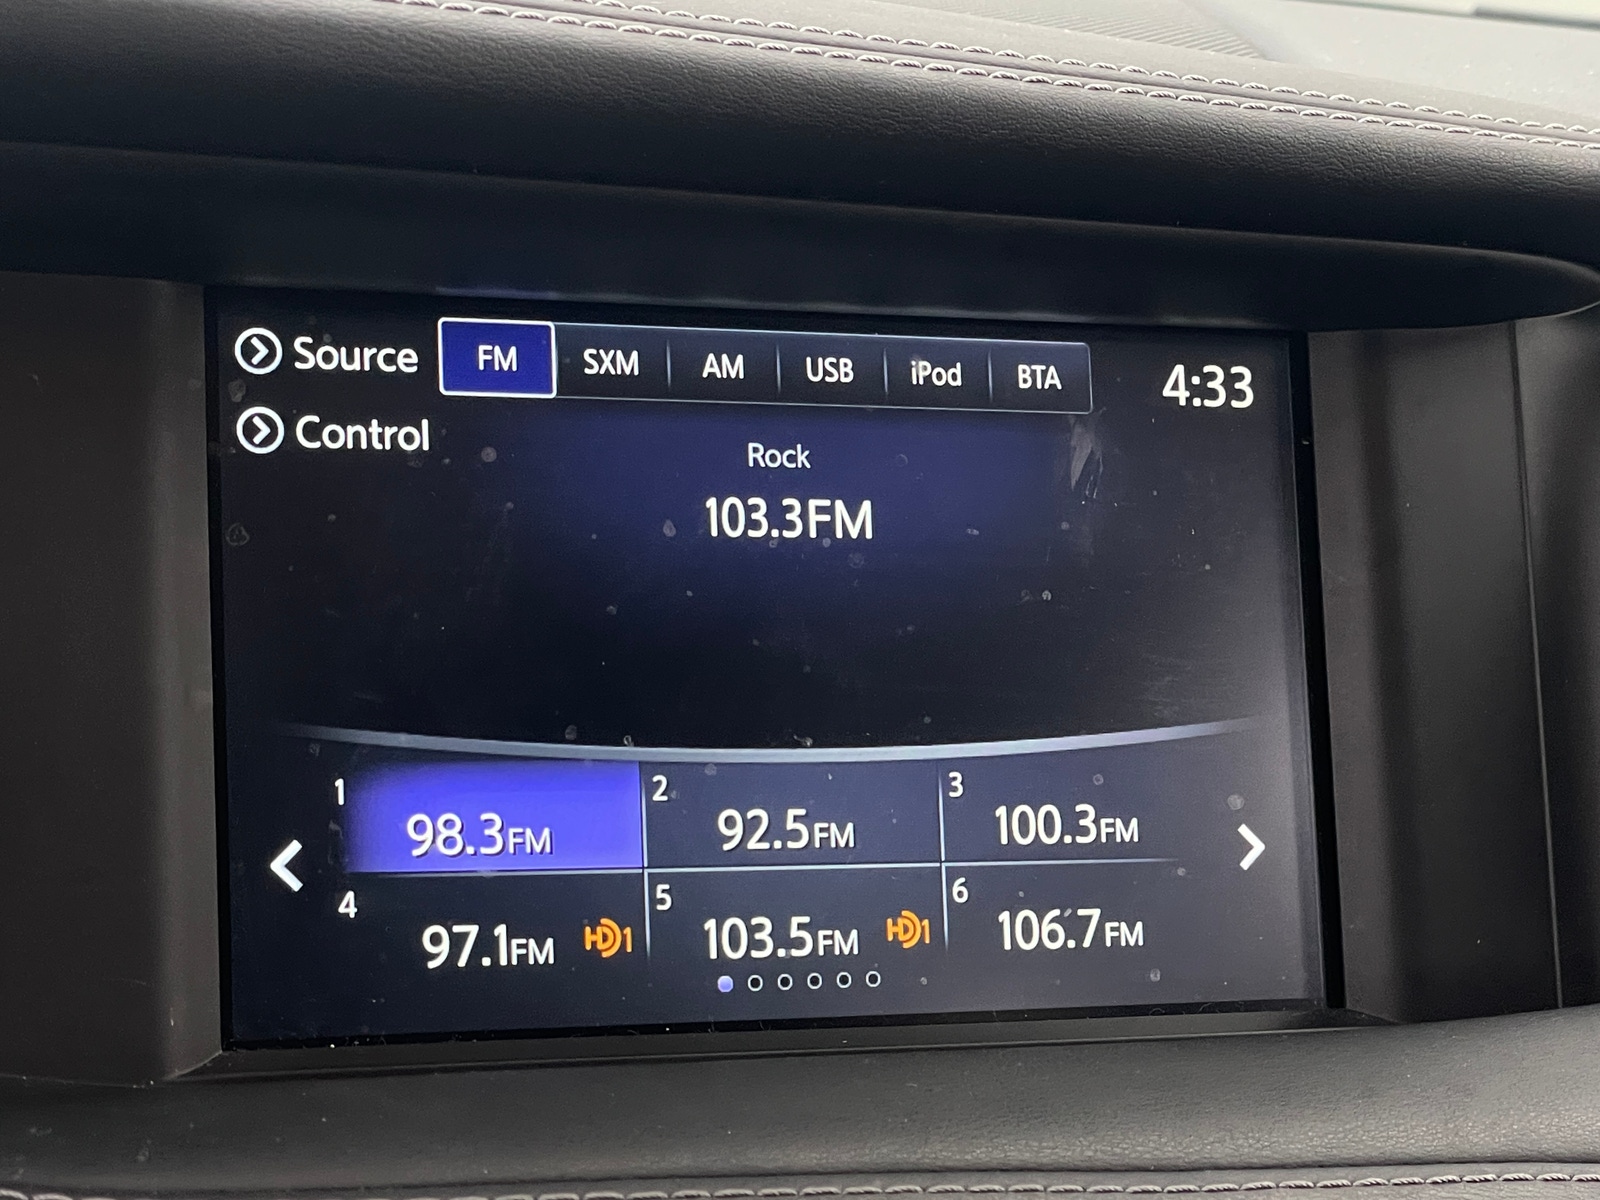 Source FM SXM AM USB iPod BTA 4:33
Control
Rock
103.3FM
1 98.3FM 2 92.5FM 3 100.3FM
4 97.1FM HD1 5 103.5FM HD1 6 106.7FM